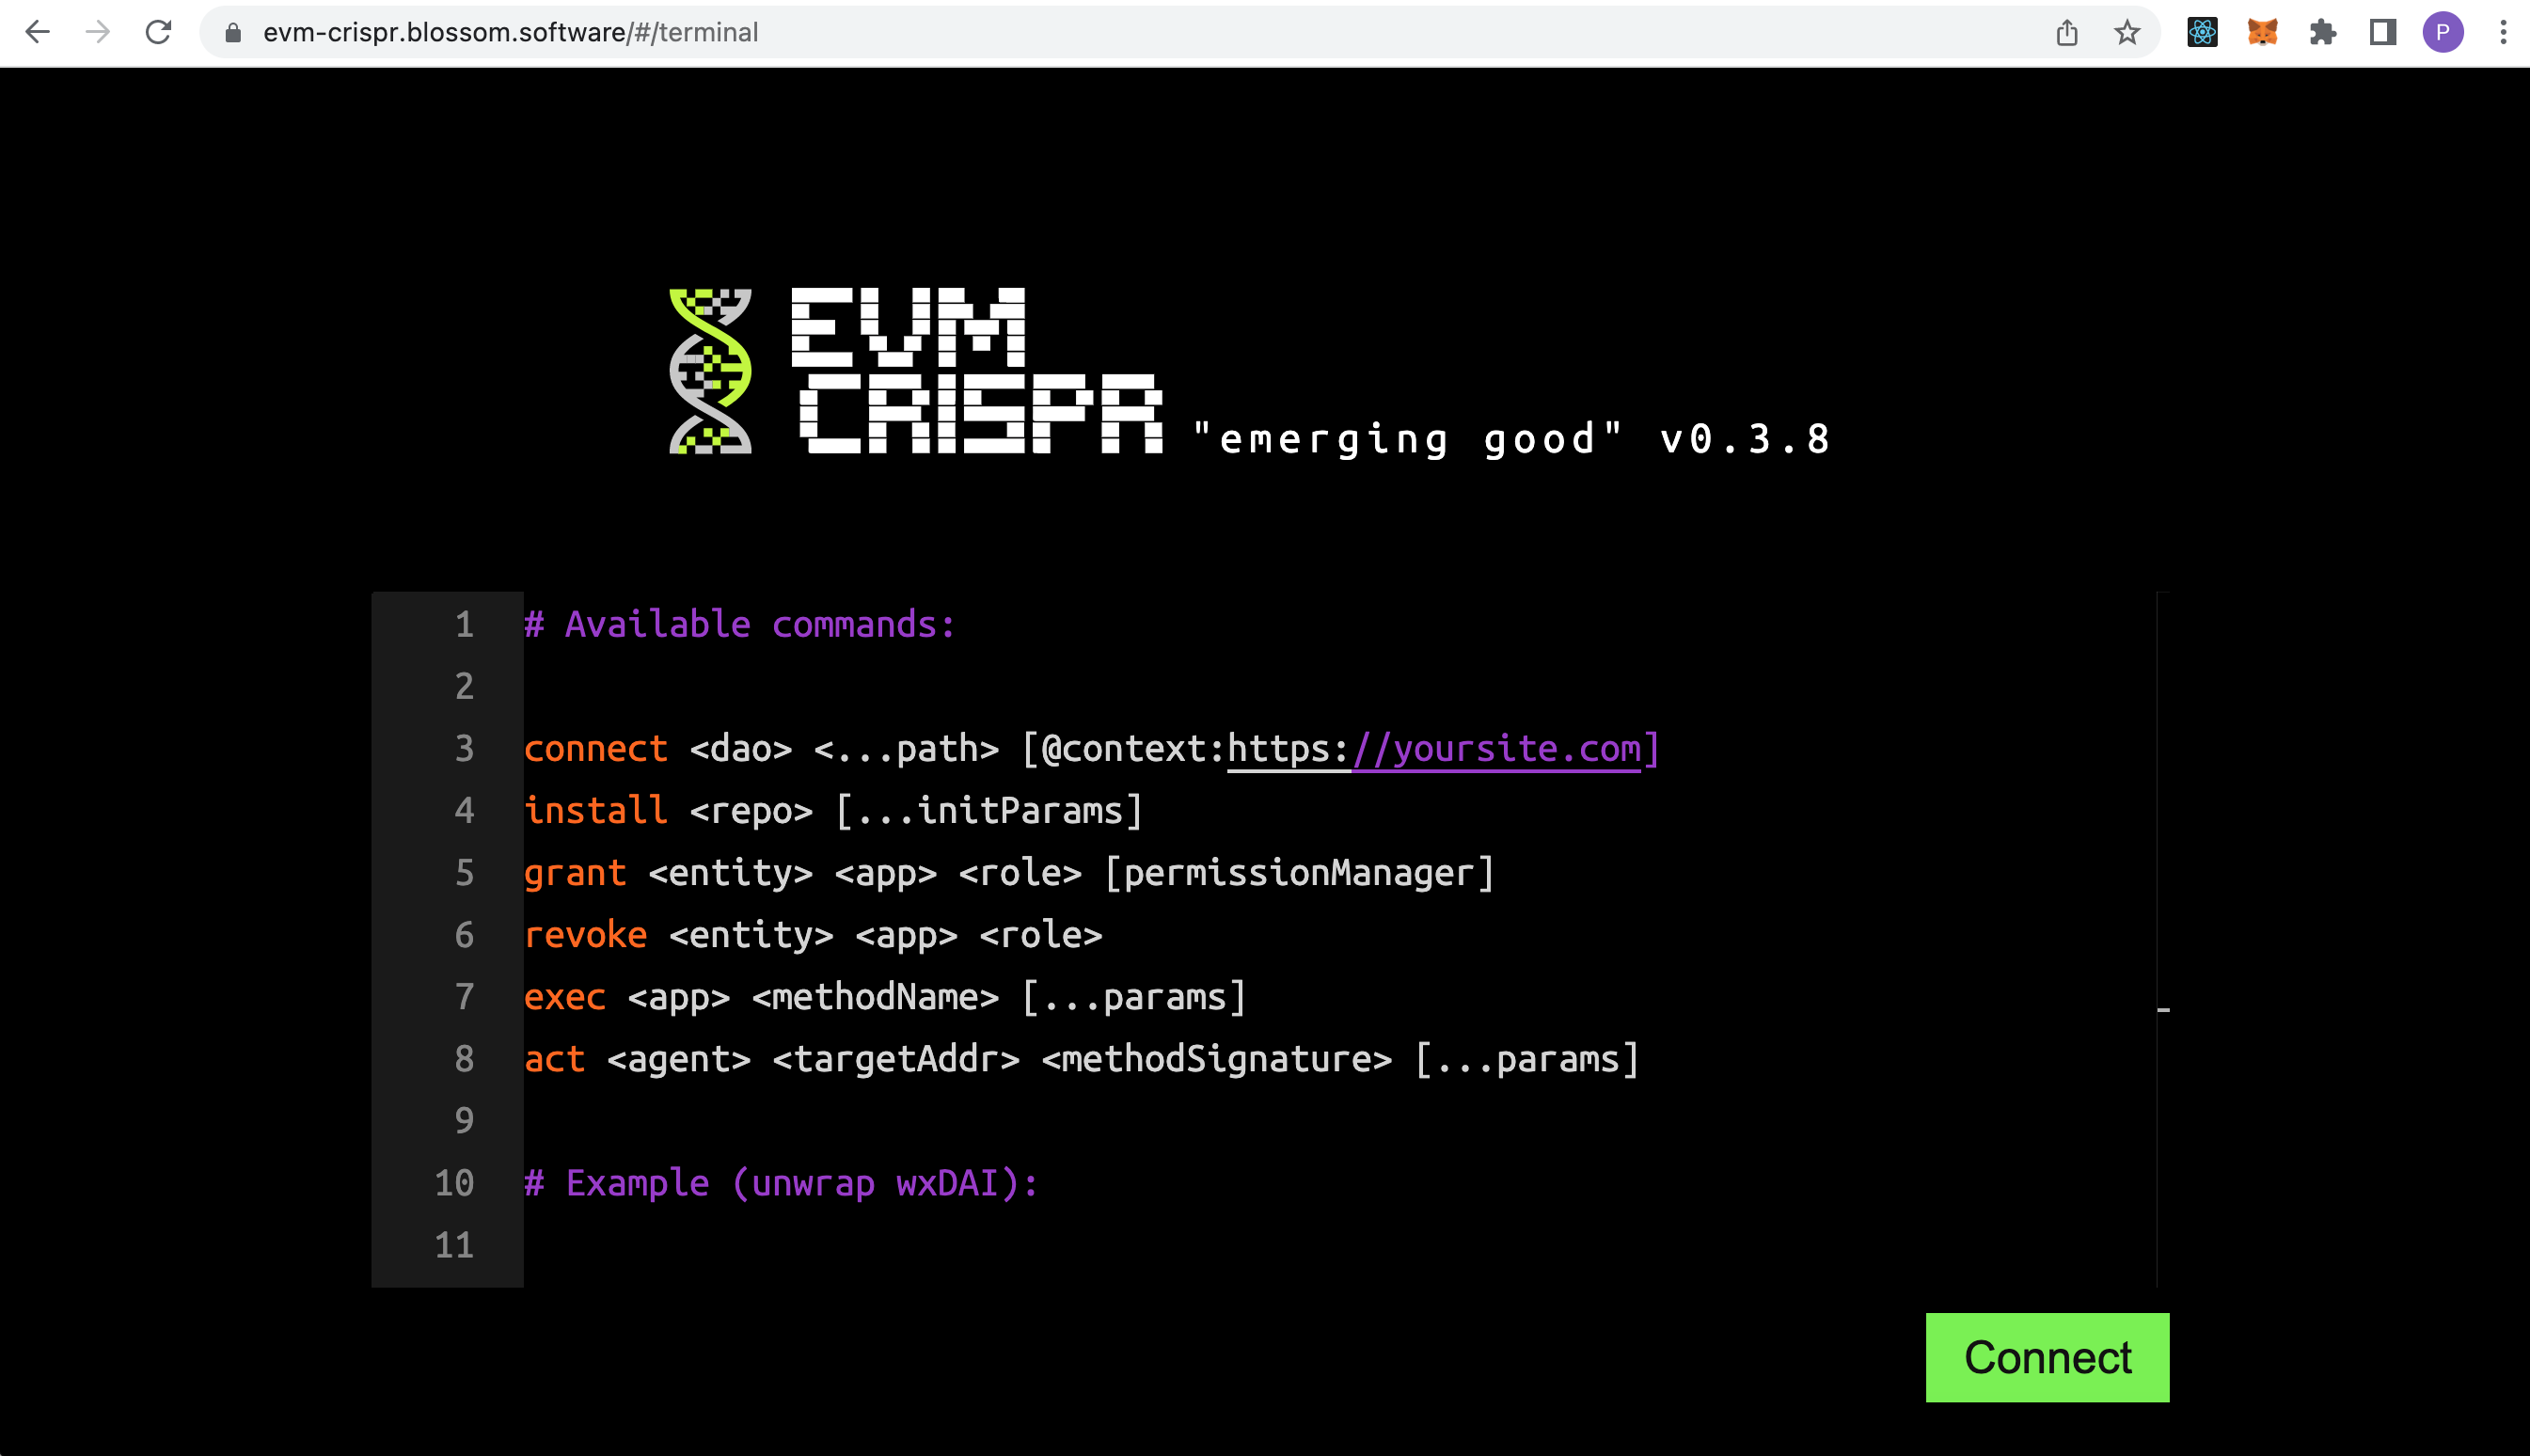 evm-crispr.blossom.software/#/terminal
P
EVM
CRISPR "emerging good" v0.3.8
1 # Available commands:
2
3 connect <dao> <...path> [@context:https://yoursite.com]
4 install <repo> [...initParams]
5 grant <entity> <app> <role> [permissionManager]
6 revoke <entity> <app> <role>
7 exec <app> <methodName> [...params]
8 act <agent> <targetAddr> <methodSignature> [...params]
9
10 # Example (unwrap wxDAI):
11
Connect